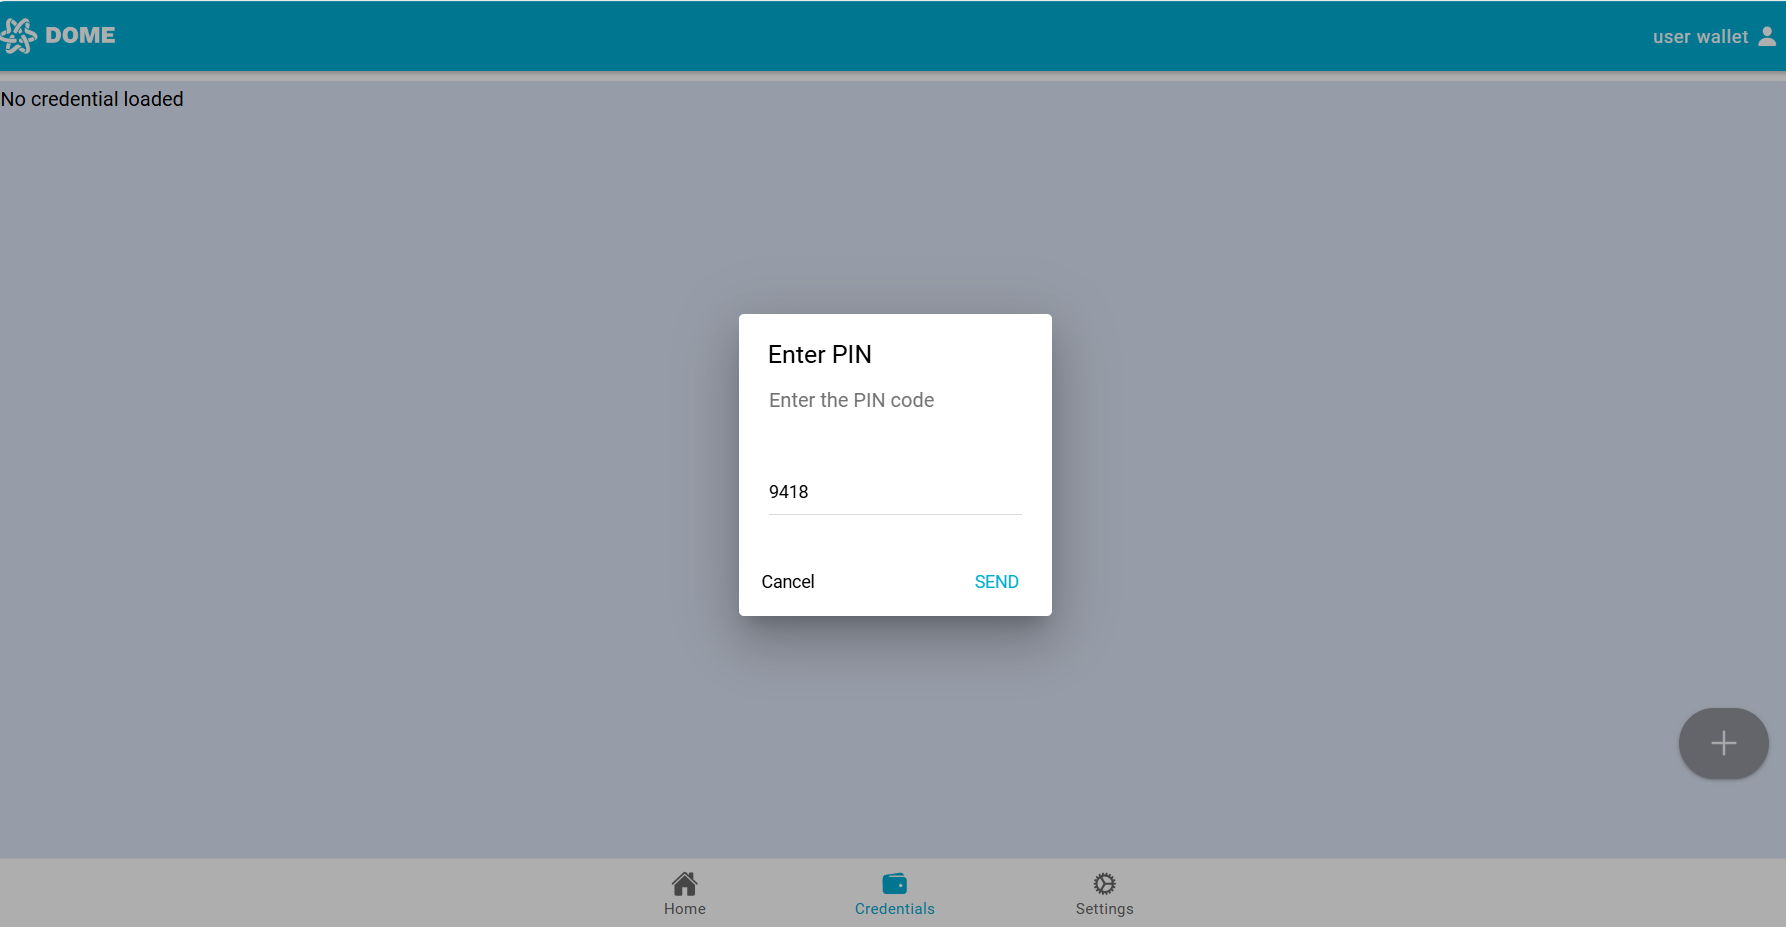 DOME
user wallet
No credential loaded
Enter PIN
Enter the PIN code
9418
Cancel
SEND
Home
Credentials
Settings